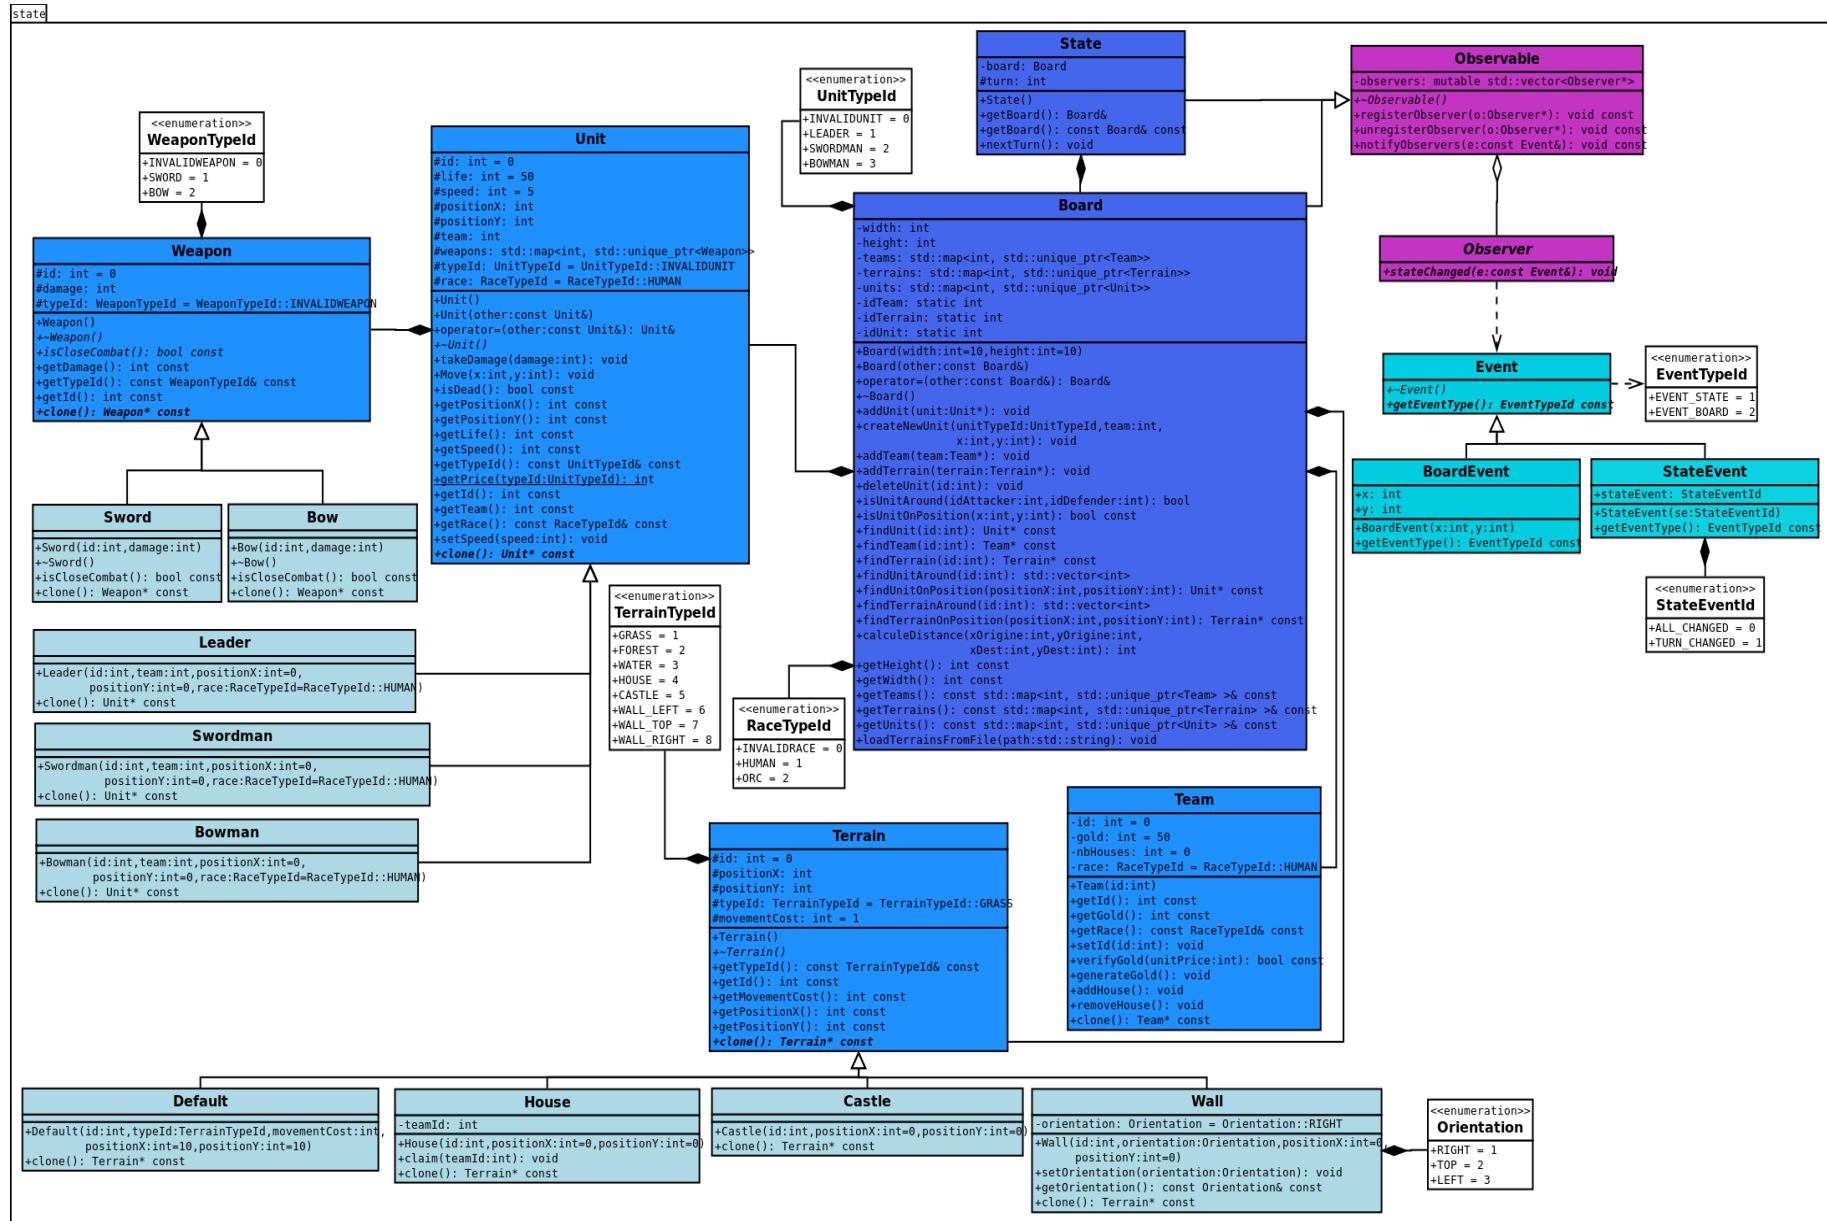 state
State
-board: Board
#turn: int
+State()
+getBoard(): Board&
+getBoard(): const Board& const
+nextTurn(): void
Observable
-observers: mutable std::vector<Observer*>
+~Observable()
+registerObserver(o:Observer*): void const
+unregisterObserver(o:Observer*): void const
+notifyObservers(e:const Event&): void const
<<enumeration>>
UnitTypeId
+INVALIDUNIT = 0
+LEADER = 1
+SWORDMAN = 2
+BOWMAN = 3
<<enumeration>>
WeaponTypeId
+INVALIDWEAPON = 0
+SWORD = 1
+BOW = 2
Unit
#id: int = 0
#life: int = 50
#speed: int = 5
#positionX: int
#positionY: int
#team: int
#weapons: std::map<int, std::unique_ptr<Weapon>>
#typeId: UnitTypeId = UnitTypeId::INVALIDUNIT
#race: RaceTypeId = RaceTypeId::HUMAN
+Unit()
+Unit(other:const Unit&)
+operator=(other:const Unit&): Unit&
+~Unit()
+takeDamage(damage:int): void
+Move(x:int,y:int): void
+isDead(): bool const
+getPositionX(): int const
+getPositionY(): int const
+getLife(): int const
+getSpeed(): int const
+getTypeId(): const UnitTypeId& const
+getPrice(typeId:UnitTypeId): int
+getId(): int const
+getTeam(): int const
+getRace(): const RaceTypeId& const
+setSpeed(speed:int): void
+clone(): Unit* const
Weapon
#id: int = 0
#damage: int
#typeId: WeaponTypeId = WeaponTypeId::INVALIDWEAPON
+Weapon()
+~Weapon()
+isCloseCombat(): bool const
+getDamage(): int const
+getTypeId(): const WeaponTypeId& const
+getId(): int const
+clone(): Weapon* const
Board
-width: int
-height: int
-teams: std::map<int, std::unique_ptr<Team>>
-terrains: std::map<int, std::unique_ptr<Terrain>>
-units: std::map<int, std::unique_ptr<Unit>>
-idTeam: static int
-idTerrain: static int
-idUnit: static int
+Board(width:int=10,height:int=10)
+Board(other:const Board&)
+operator=(other:const Board&): Board&
+~Board()
+addUnit(unit:Unit*): void
+createNewUnit(unitTypeId:UnitTypeId,team:int,
x:int,y:int): void
+addTeam(team:Team*): void
+addTerrain(terrain:Terrain*): void
+deleteUnit(id:int): void
+isUnitAround(idAttacker:int,idDefender:int): bool
+isUnitOnPosition(x:int,y:int): bool const
+findUnit(id:int): Unit* const
+findTeam(id:int): Team* const
+findTerrain(id:int): Terrain* const
+findUnitAround(id:int): std::vector<int>
+findUnitOnPosition(positionX:int,positionY:int): Unit* const
+findTerrainAround(id:int): std::vector<int>
+findTerrainOnPosition(positionX:int,positionY:int): Terrain* const
+calculeDistance(xOrigine:int,yOrigine:int,
xDest:int,yDest:int): int
+getHeight(): int const
+getWidth(): int const
+getTeams(): const std::map<int, std::unique_ptr<Team> >& const
+getTerrains(): const std::map<int, std::unique_ptr<Terrain> >& const
+getUnits(): const std::map<int, std::unique_ptr<Unit> >& const
+loadTerrainsFromFile(path:std::string): void
Observer
+stateChanged(e:const Event&): void
Event
+~Event()
+getEventType(): EventTypeId const
<<enumeration>>
EventTypeId
+EVENT_STATE = 1
+EVENT_BOARD = 2
BoardEvent
+x: int
+y: int
+BoardEvent(x:int,y:int)
+getEventType(): EventTypeId const
StateEvent
+stateEvent: StateEventId
+StateEvent(se:StateEventId)
+getEventType(): EventTypeId const
<<enumeration>>
StateEventId
+ALL_CHANGED = 0
+TURN_CHANGED = 1
Sword
+Sword(id:int,damage:int)
+~Sword()
+isCloseCombat(): bool const
+clone(): Weapon* const
Bow
+Bow(id:int,damage:int)
+~Bow()
+isCloseCombat(): bool const
+clone(): Weapon* const
Leader
+Leader(id:int,team:int,positionX:int=0,
positionY:int=0,race:RaceTypeId=RaceTypeId::HUMAN)
+clone(): Unit* const
Swordman
+Swordman(id:int,team:int,positionX:int=0,
positionY:int=0,race:RaceTypeId=RaceTypeId::HUMAN)
+clone(): Unit* const
Bowman
+Bowman(id:int,team:int,positionX:int=0,
positionY:int=0,race:RaceTypeId=RaceTypeId::HUMAN)
+clone(): Unit* const
<<enumeration>>
TerrainTypeId
+GRASS = 1
+FOREST = 2
+WATER = 3
+HOUSE = 4
+CASTLE = 5
+WALL_LEFT = 6
+WALL_TOP = 7
+WALL_RIGHT = 8
<<enumeration>>
RaceTypeId
+INVALIDRACE = 0
+HUMAN = 1
+ORC = 2
Team
-id: int = 0
-gold: int = 50
-nbHouses: int = 0
-race: RaceTypeId = RaceTypeId::HUMAN
+Team(id:int)
+getId(): int const
+getGold(): int const
+getRace(): const RaceTypeId& const
+setId(id:int): void
+verifyGold(unitPrice:int): bool const
+generateGold(): void
+addHouse(): void
+removeHouse(): void
+clone(): Team* const
Terrain
#id: int = 0
#positionX: int
#positionY: int
#typeId: TerrainTypeId = TerrainTypeId::GRASS
#movementCost: int = 1
+Terrain()
+~Terrain()
+getTypeId(): const TerrainTypeId& const
+getId(): int const
+getMovementCost(): int const
+getPositionX(): int const
+getPositionY(): int const
+clone(): Terrain* const
Default
+Default(id:int,typeId:TerrainTypeId,movementCost:int,
positionX:int=10,positionY:int=10)
+clone(): Terrain* const
House
-teamId: int
+House(id:int,positionX:int=0,positionY:int=0)
+claim(teamId:int): void
+clone(): Terrain* const
Castle
+Castle(id:int,positionX:int=0,positionY:int=0)
+clone(): Terrain* const
Wall
-orientation: Orientation = Orientation::RIGHT
+Wall(id:int,orientation:Orientation,positionX:int=0,
positionY:int=0)
+setOrientation(orientation:Orientation): void
+getOrientation(): const Orientation& const
+clone(): Terrain* const
<<enumeration>>
Orientation
+RIGHT = 1
+TOP = 2
+LEFT = 3